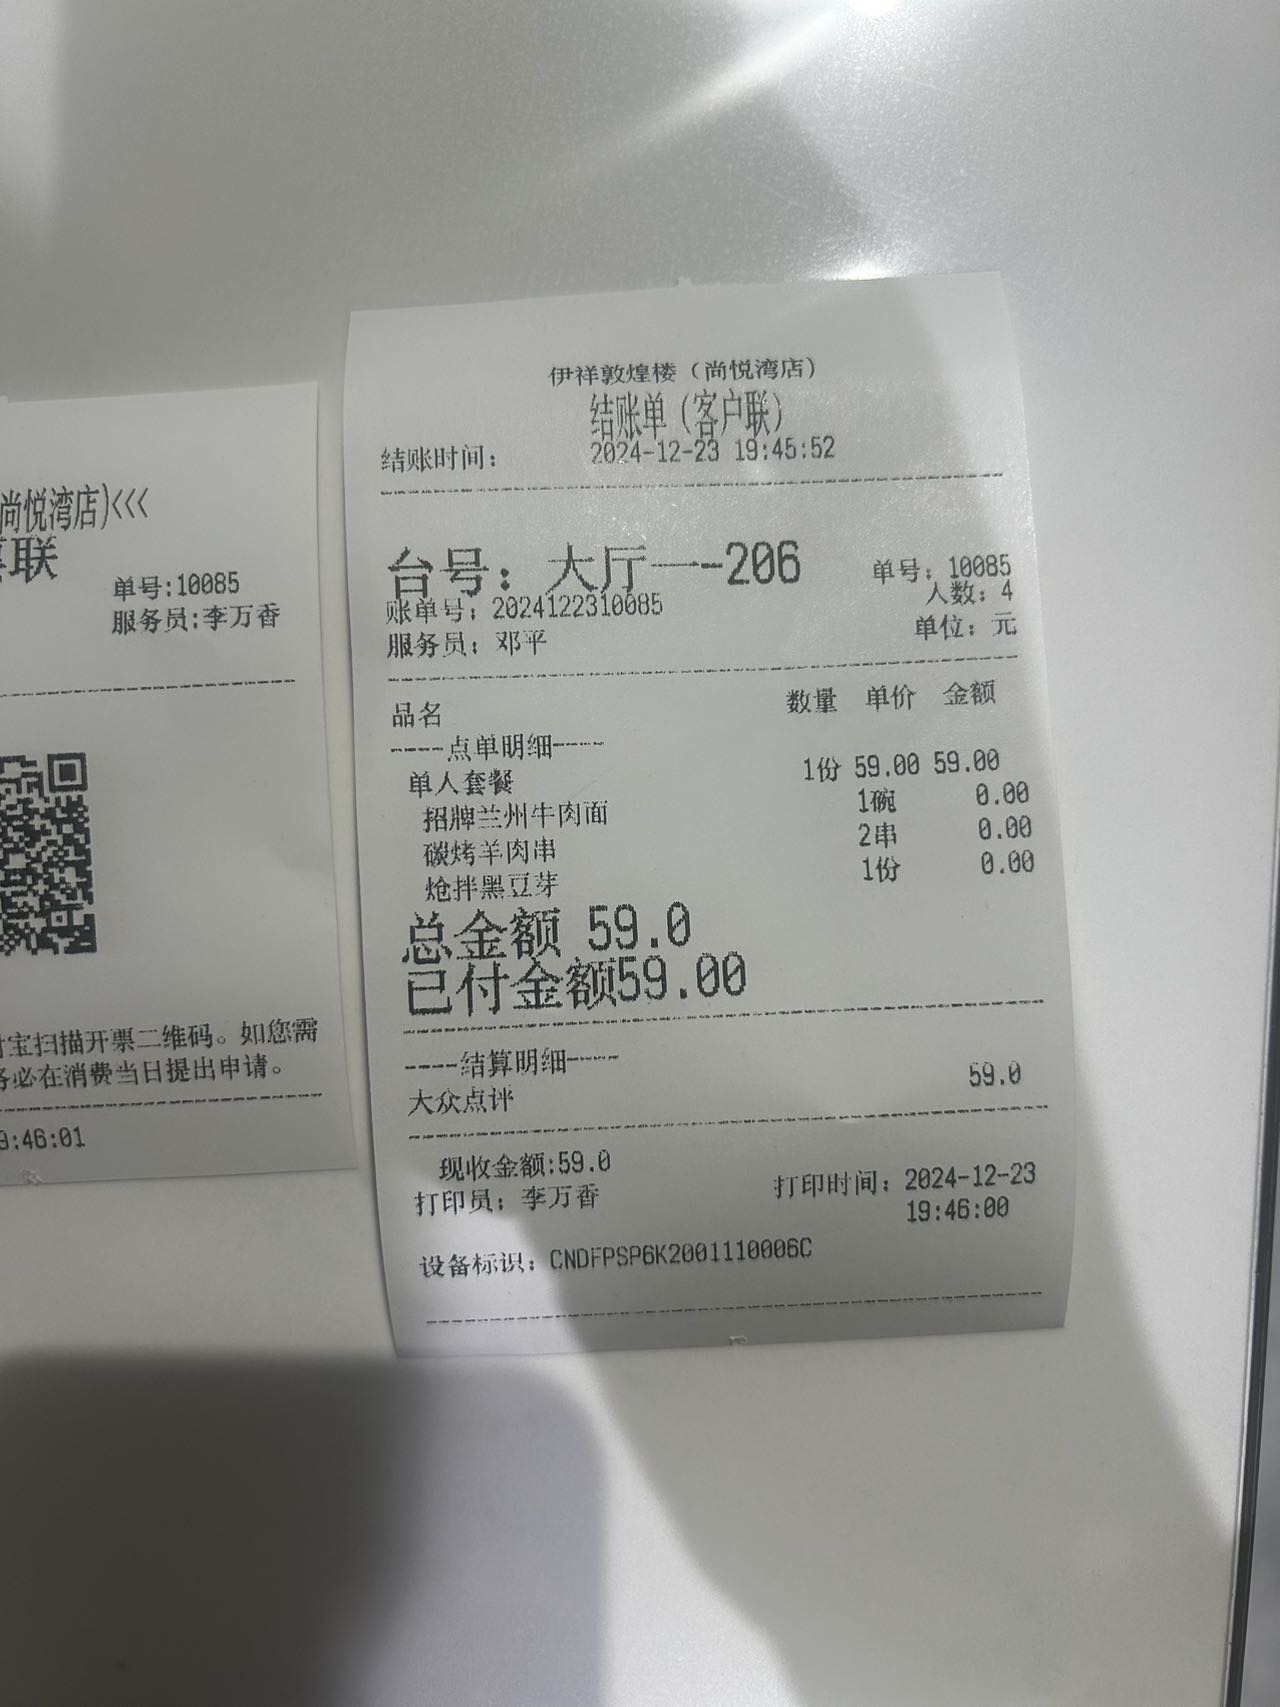 尚悦湾店)<<<
联
单号:10085
服务员:李万香
宝扫描开票二维码。如您需
务必在消费当日提出申请。
9:46:01
伊祥敦煌楼（尚悦湾店）
结账单（客户联）
结账时间： 2024-12-23 19:45:52
台号：大厅一-206 单号：10085
账单号：2024122310085 人数：4
服务员：邓平 单位：元
品名 数量 单价 金额
----点单明细----
单人套餐 1份 59.00 59.00
招牌兰州牛肉面 1碗 0.00
碳烤羊肉串 2串 0.00
炝拌黑豆芽 1份 0.00
总金额 59.0
已付金额59.00
----结算明细----
大众点评 59.0
现收金额:59.0
打印员：李万香 打印时间：2024-12-23
19:46:00
设备标识：CNDFPSP6K2001110006C